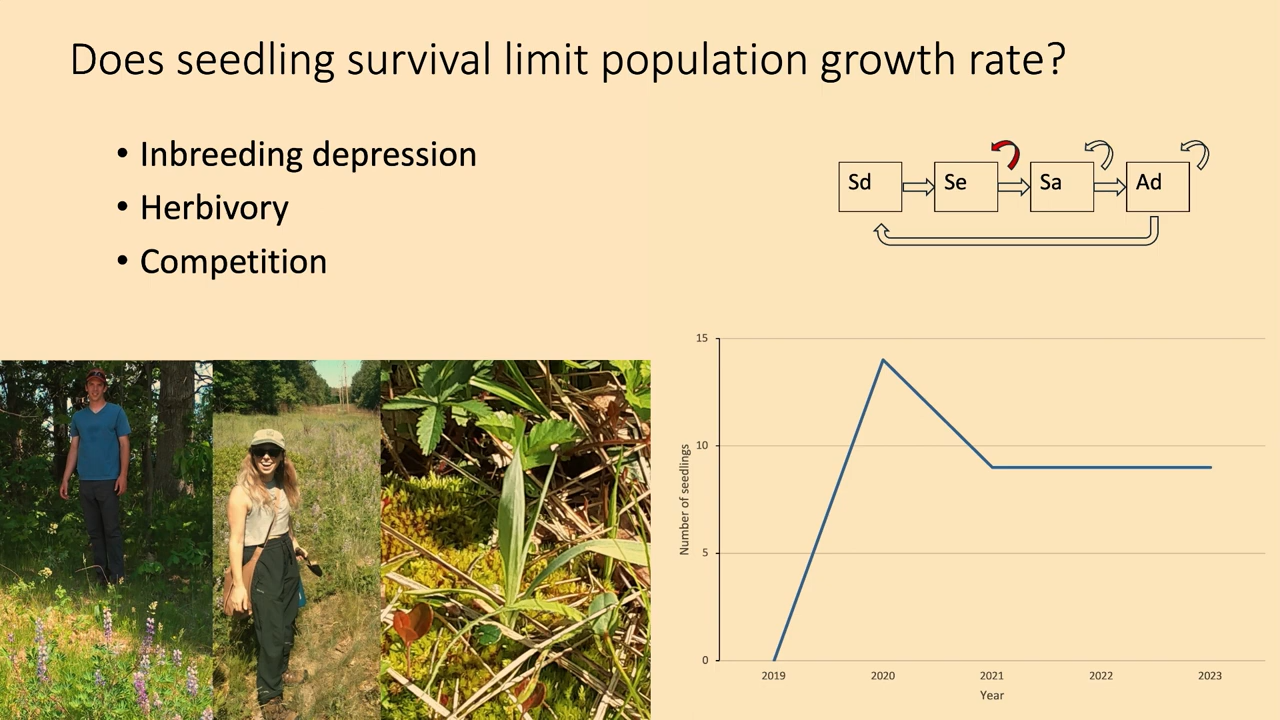 Does seedling survival limit population growth rate?
• Inbreeding depression
• Herbivory
• Competition
Sd Se Sa Ad
15
10
5
0
Number of seedlings
2019 2020 2021 2022 2023
Year